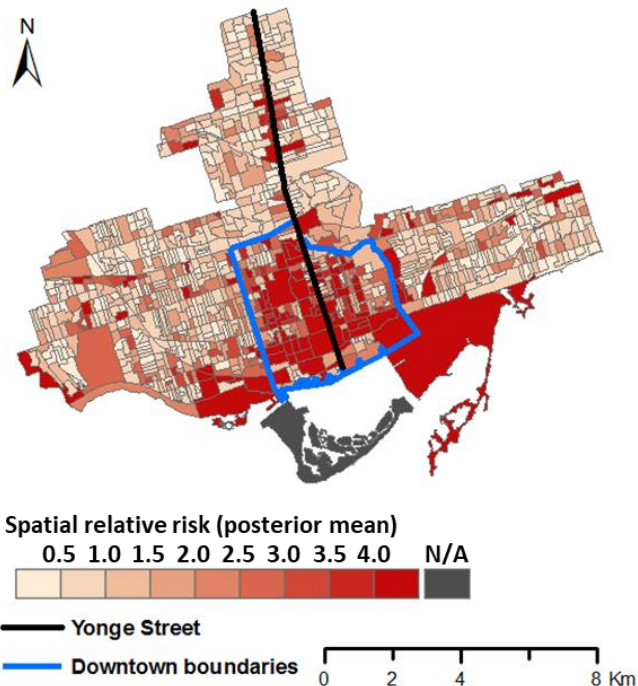 N
Spatial relative risk (posterior mean)
0.5 1.0 1.5 2.0 2.5 3.0 3.5 4.0 N/A
Yonge Street
Downtown boundaries
0 2 4 8 Km